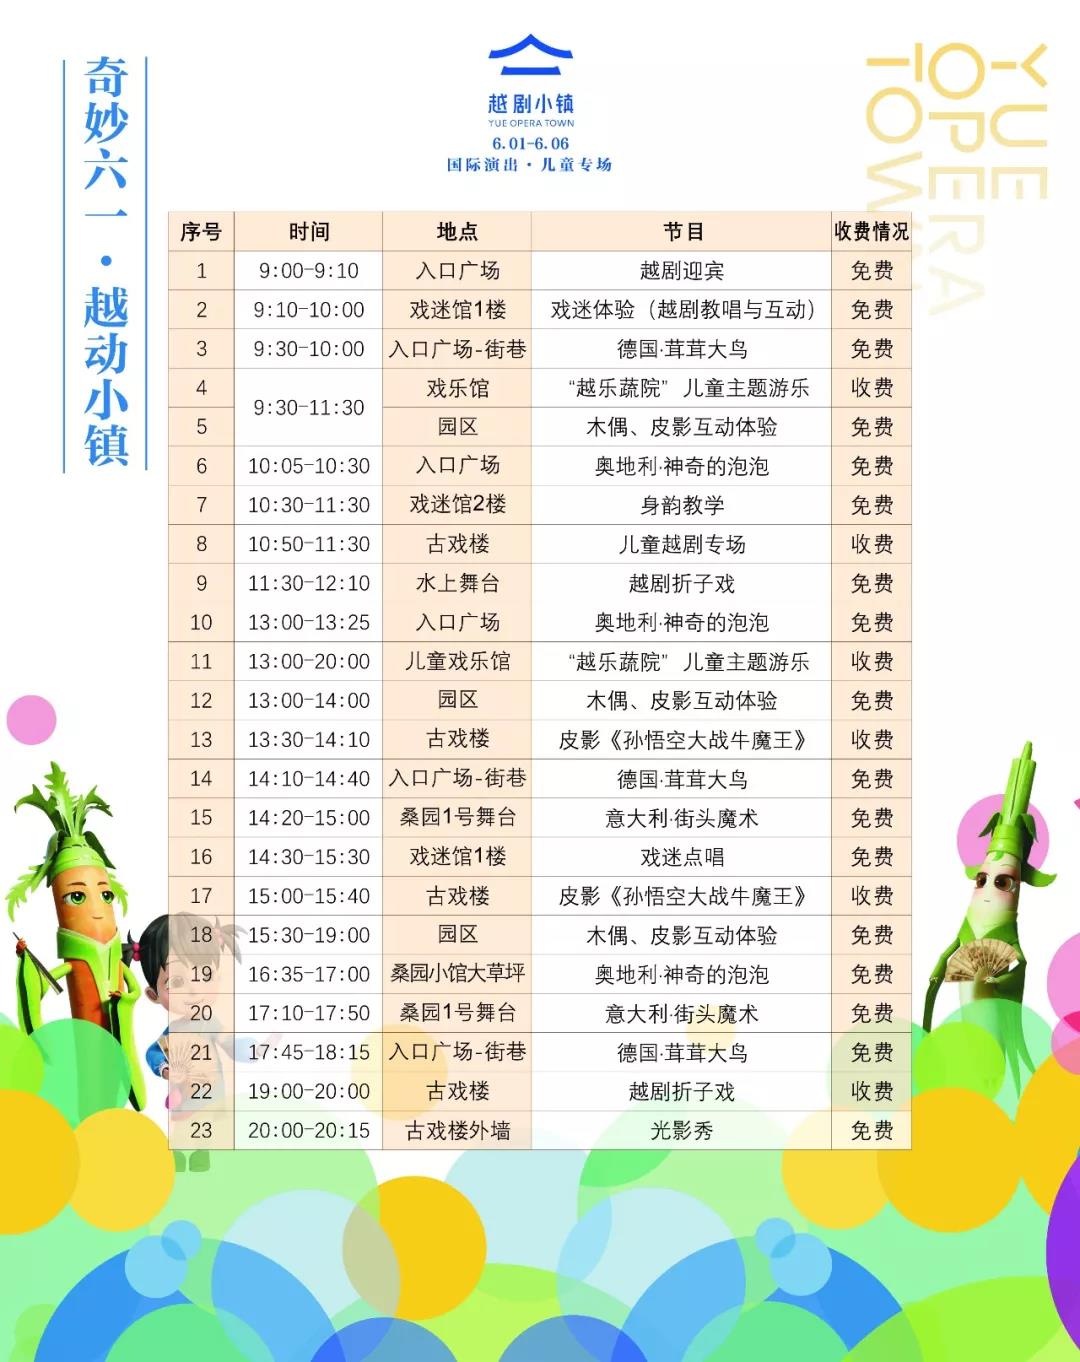 越剧小镇
YUE OPERA TOWN
6.01-6.06
国际演出·儿童专场
奇妙六一·越动小镇
YUE
OPERA
TOWN
序号 时间 地点 节目 收费情况
1 9:00-9:10 入口广场 越剧迎宾 免费
2 9:10-10:00 戏迷馆1楼 戏迷体验（越剧教唱与互动） 免费
3 9:30-10:00 入口广场-街巷 德国·茸茸大鸟 免费
4 9:30-11:30 戏乐馆 “越乐蔬院” 儿童主题游乐 收费
5 园区 木偶、皮影互动体验 免费
6 10:05-10:30 入口广场 奥地利·神奇的泡泡 免费
7 10:30-11:30 戏迷馆2楼 身韵教学 免费
8 10:50-11:30 古戏楼 儿童越剧专场 收费
9 11:30-12:10 水上舞台 越剧折子戏 免费
10 13:00-13:25 入口广场 奥地利·神奇的泡泡 免费
11 13:00-20:00 儿童戏乐馆 “越乐蔬院” 儿童主题游乐 收费
12 13:00-14:00 园区 木偶、皮影互动体验 免费
13 13:30-14:10 古戏楼 皮影《孙悟空大战牛魔王》 收费
14 14:10-14:40 入口广场-街巷 德国·茸茸大鸟 免费
15 14:20-15:00 桑园1号舞台 意大利·街头魔术 免费
16 14:30-15:30 戏迷馆1楼 戏迷点唱 免费
17 15:00-15:40 古戏楼 皮影《孙悟空大战牛魔王》 收费
18 15:30-19:00 园区 木偶、皮影互动体验 免费
19 16:35-17:00 桑园小馆大草坪 奥地利·神奇的泡泡 免费
20 17:10-17:50 桑园1号舞台 意大利·街头魔术 免费
21 17:45-18:15 入口广场-街巷 德国·茸茸大鸟 免费
22 19:00-20:00 古戏楼 越剧折子戏 收费
23 20:00-20:15 古戏楼外墙 光影秀 免费